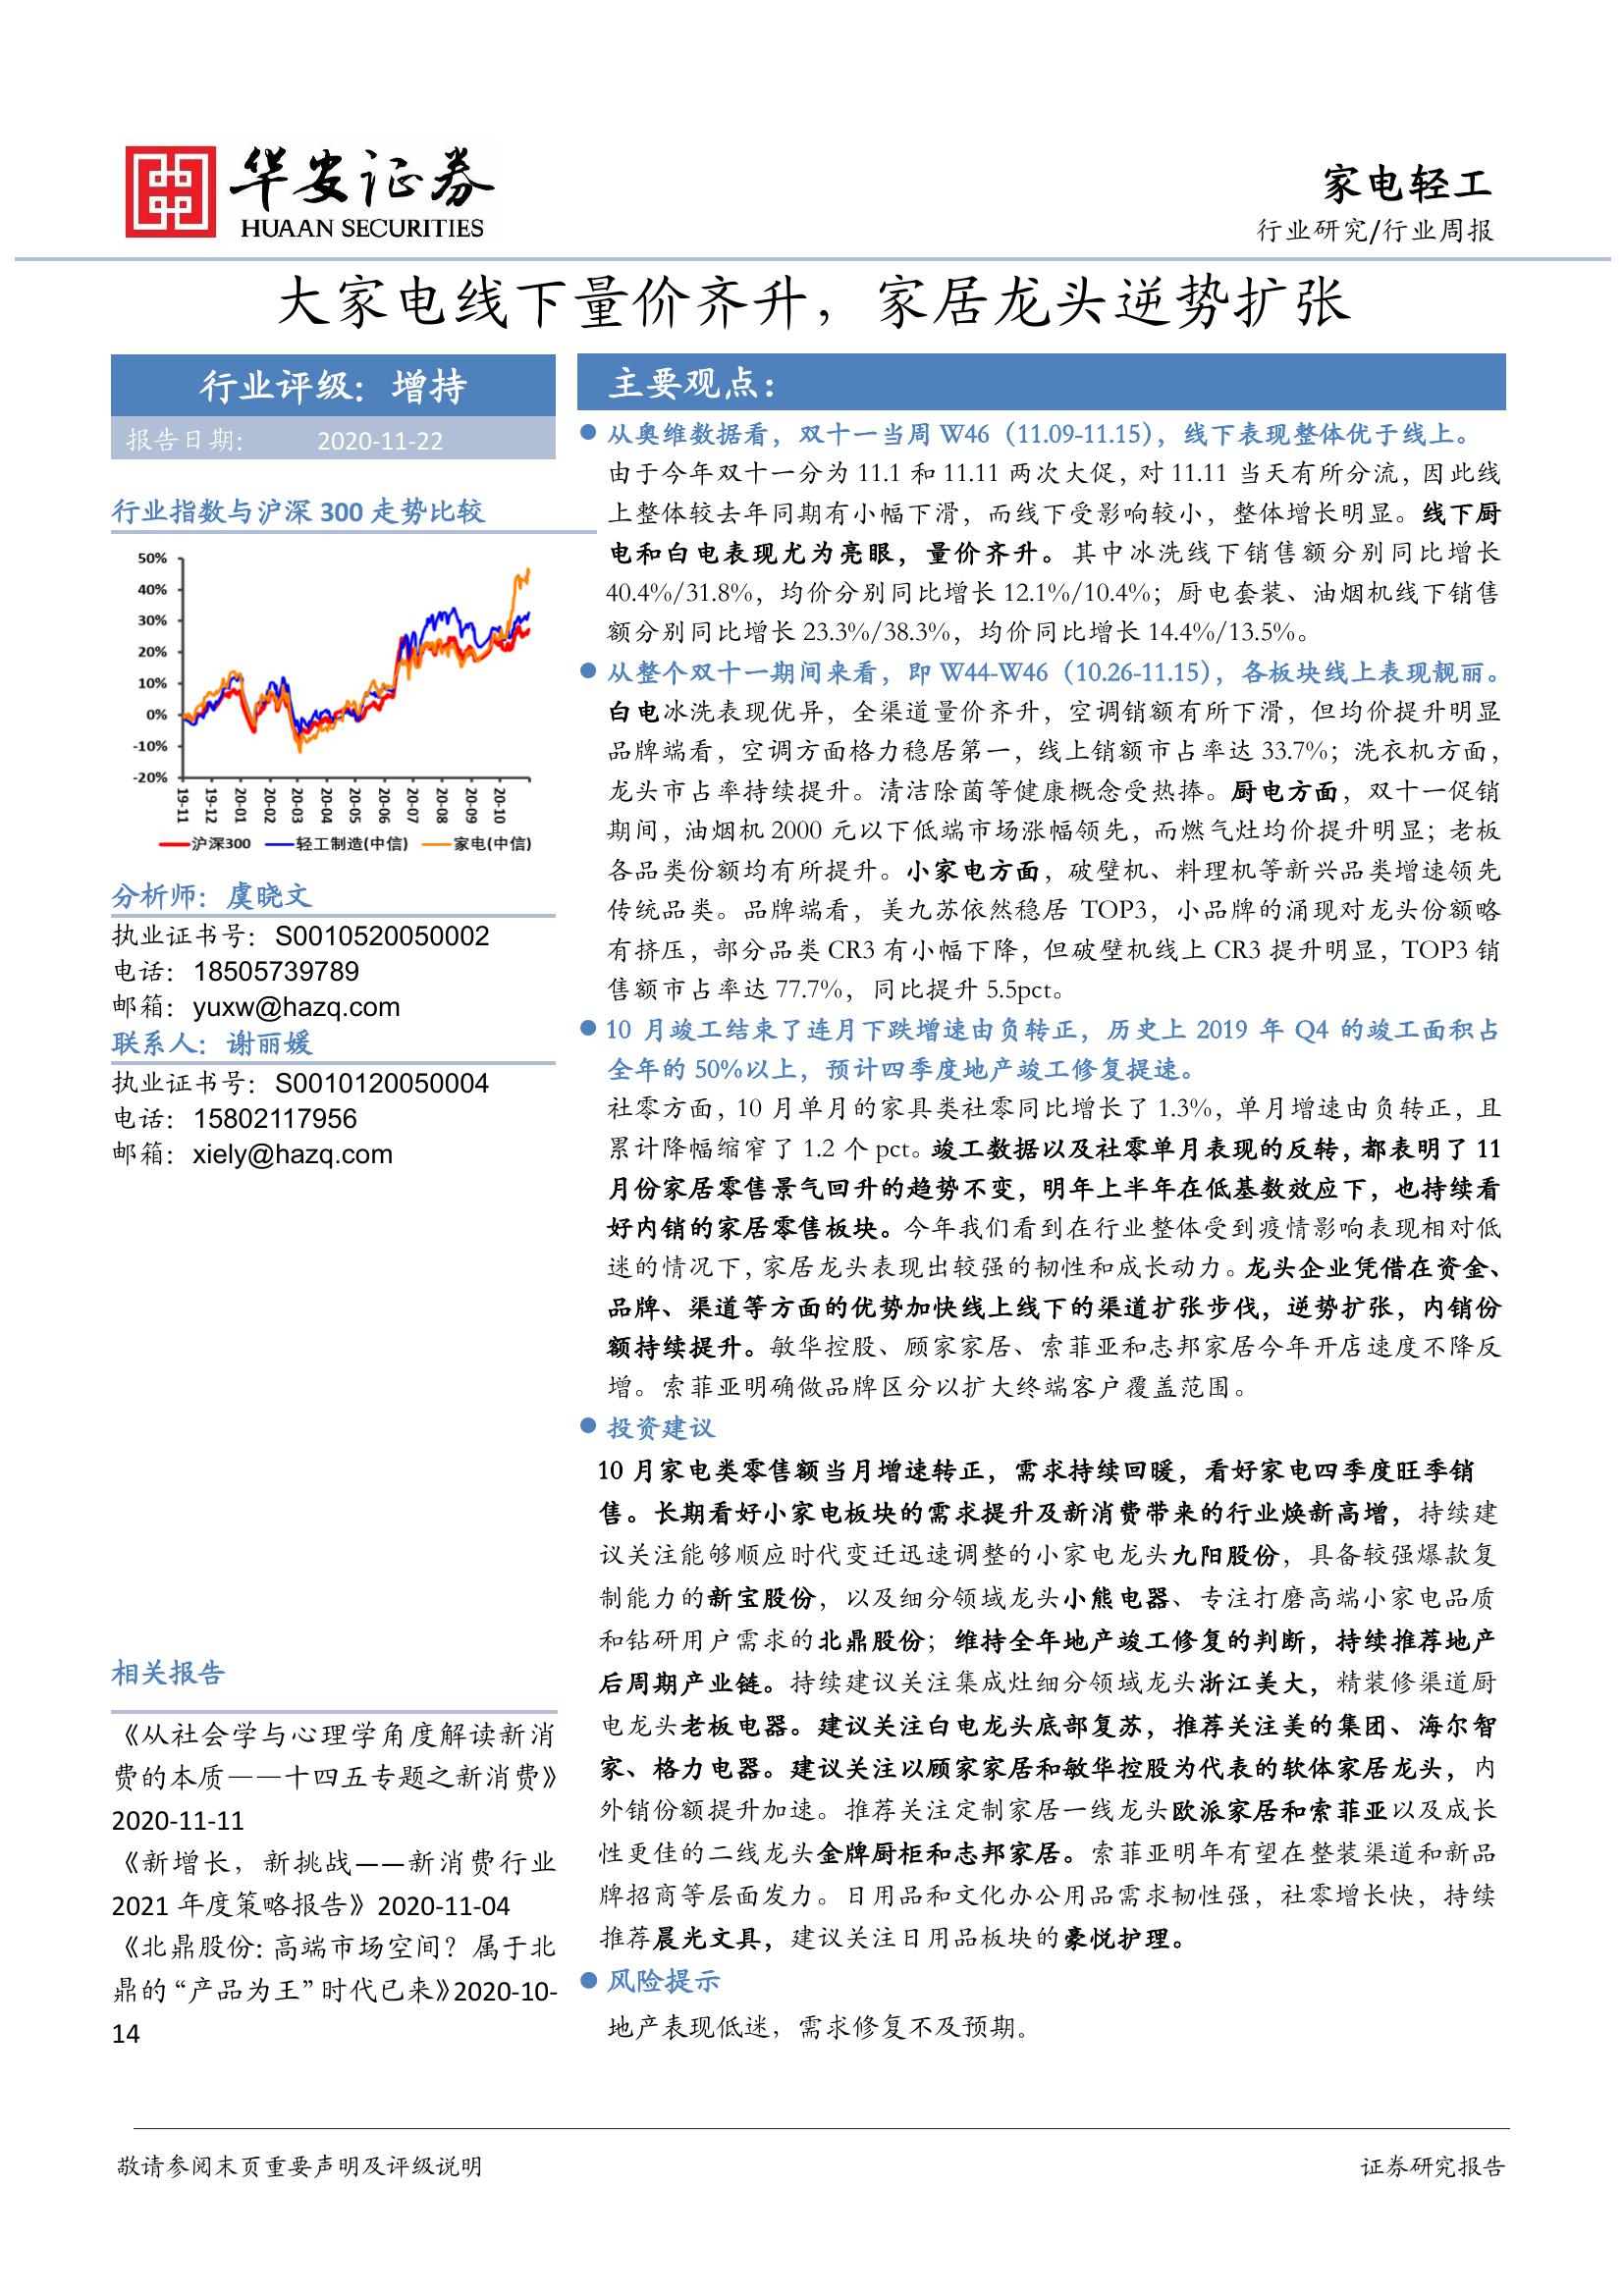 华安证券
HUAAN SECURITIES
家电轻工
行业研究/行业周报
大家电线下量价齐升，家居龙头逆势扩张
行业评级：增持
报告日期： 2020-11-22
行业指数与沪深 300 走势比较
50%
40%
30%
20%
10%
0%
-10%
-20%
19-11
19-12
20-01
20-02
20-03
20-04
20-05
20-06
20-07
20-08
20-09
20-10
沪深300 轻工制造(中信) 家电(中信)
分析师：虞晓文
执业证书号：S0010520050002
电话：18505739789
邮箱：yuxw@hazq.com
联系人：谢丽媛
执业证书号：S0010120050004
电话：15802117956
邮箱：xiely@hazq.com
相关报告
《从社会学与心理学角度解读新消
费的本质——十四五专题之新消费》
2020-11-11
《新增长，新挑战——新消费行业
2021 年度策略报告》2020-11-04
《北鼎股份：高端市场空间？属于北
鼎的“产品为王”时代已来》2020-10-
14
主要观点：
从奥维数据看，双十一当周 W46（11.09-11.15），线下表现整体优于线上。
由于今年双十一分为 11.1 和 11.11 两次大促，对 11.11 当天有所分流，因此线
上整体较去年同期有小幅下滑，而线下受影响较小，整体增长明显。线下厨
电和白电表现尤为亮眼，量价齐升。其中冰洗线下销售额分别同比增长
40.4%/31.8%，均价分别同比增长 12.1%/10.4%；厨电套装、油烟机线下销售
额分别同比增长 23.3%/38.3%，均价同比增长 14.4%/13.5%。
从整个双十一期间来看，即 W44-W46（10.26-11.15），各板块线上表现靓丽。
白电冰洗表现优异，全渠道量价齐升，空调销额有所下滑，但均价提升明显
品牌端看，空调方面格力稳居第一，线上销额市占率达 33.7%；洗衣机方面，
龙头市占率持续提升。清洁除菌等健康概念受热捧。厨电方面，双十一促销
期间，油烟机 2000 元以下低端市场涨幅领先，而燃气灶均价提升明显；老板
各品类份额均有所提升。小家电方面，破壁机、料理机等新兴品类增速领先
传统品类。品牌端看，美九苏依然稳居 TOP3，小品牌的涌现对龙头份额略
有挤压，部分品类 CR3 有小幅下降，但破壁机线上 CR3 提升明显，TOP3 销
售额市占率达 77.7%，同比提升 5.5pct。
10 月竣工结束了连月下跌增速由负转正，历史上 2019 年 Q4 的竣工面积占
全年的 50%以上，预计四季度地产竣工修复提速。
社零方面，10 月单月的家具类社零同比增长了 1.3%，单月增速由负转正，且
累计降幅缩窄了 1.2 个 pct。竣工数据以及社零单月表现的反转，都表明了 11
月份家居零售景气回升的趋势不变，明年上半年在低基数效应下，也持续看
好内销的家居零售板块。今年我们看到在行业整体受到疫情影响表现相对低
迷的情况下，家居龙头表现出较强的韧性和成长动力。龙头企业凭借在资金、
品牌、渠道等方面的优势加快线上线下的渠道扩张步伐，逆势扩张，内销份
额持续提升。敏华控股、顾家家居、索菲亚和志邦家居今年开店速度不降反
增。索菲亚明确做品牌区分以扩大终端客户覆盖范围。
投资建议
10 月家电类零售额当月增速转正，需求持续回暖，看好家电四季度旺季销
售。长期看好小家电板块的需求提升及新消费带来的行业焕新高增，持续建
议关注能够顺应时代变迁迅速调整的小家电龙头九阳股份，具备较强爆款复
制能力的新宝股份，以及细分领域龙头小熊电器、专注打磨高端小家电品质
和钻研用户需求的北鼎股份；维持全年地产竣工修复的判断，持续推荐地产
后周期产业链。持续建议关注集成灶细分领域龙头浙江美大，精装修渠道厨
电龙头老板电器。建议关注白电龙头底部复苏，推荐关注美的集团、海尔智
家、格力电器。建议关注以顾家家居和敏华控股为代表的软体家居龙头，内
外销份额提升加速。推荐关注定制家居一线龙头欧派家居和索菲亚以及成长
性更佳的二线龙头金牌厨柜和志邦家居。索菲亚明年有望在整装渠道和新品
牌招商等层面发力。日用品和文化办公用品需求韧性强，社零增长快，持续
推荐晨光文具，建议关注日用品板块的豪悦护理。
风险提示
地产表现低迷，需求修复不及预期。
敬请参阅末页重要声明及评级说明
证券研究报告